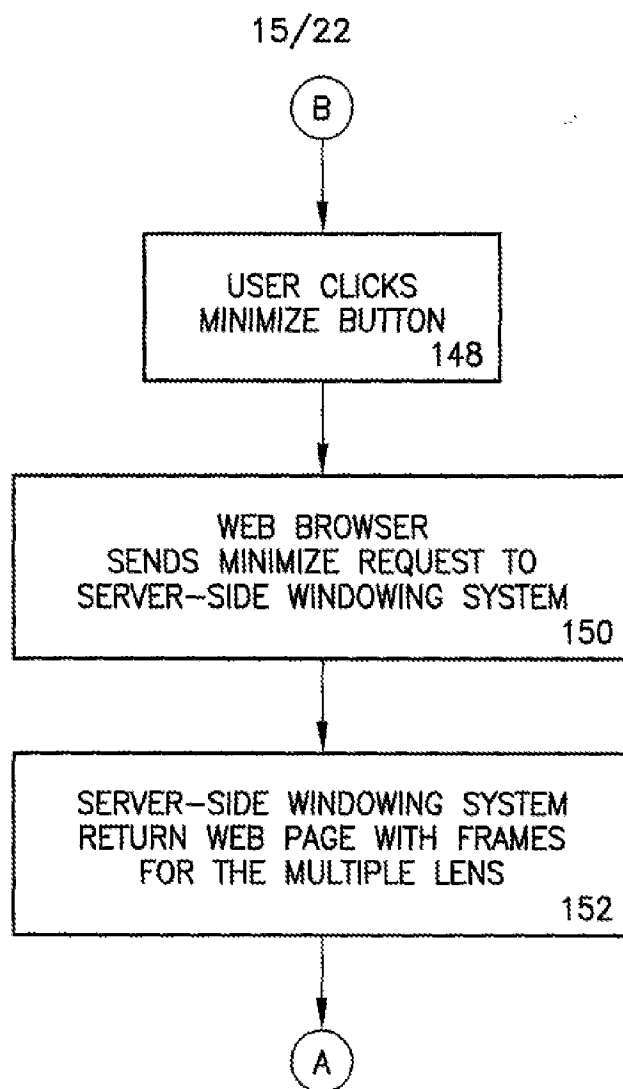 15/22
B
USER CLICKS
MINIMIZE BUTTON
148
WEB BROWSER
SENDS MINIMIZE REQUEST TO
SERVER-SIDE WINDOWING SYSTEM
150
SERVER-SIDE WINDOWING SYSTEM
RETURN WEB PAGE WITH FRAMES
FOR THE MULTIPLE LENS
152
A